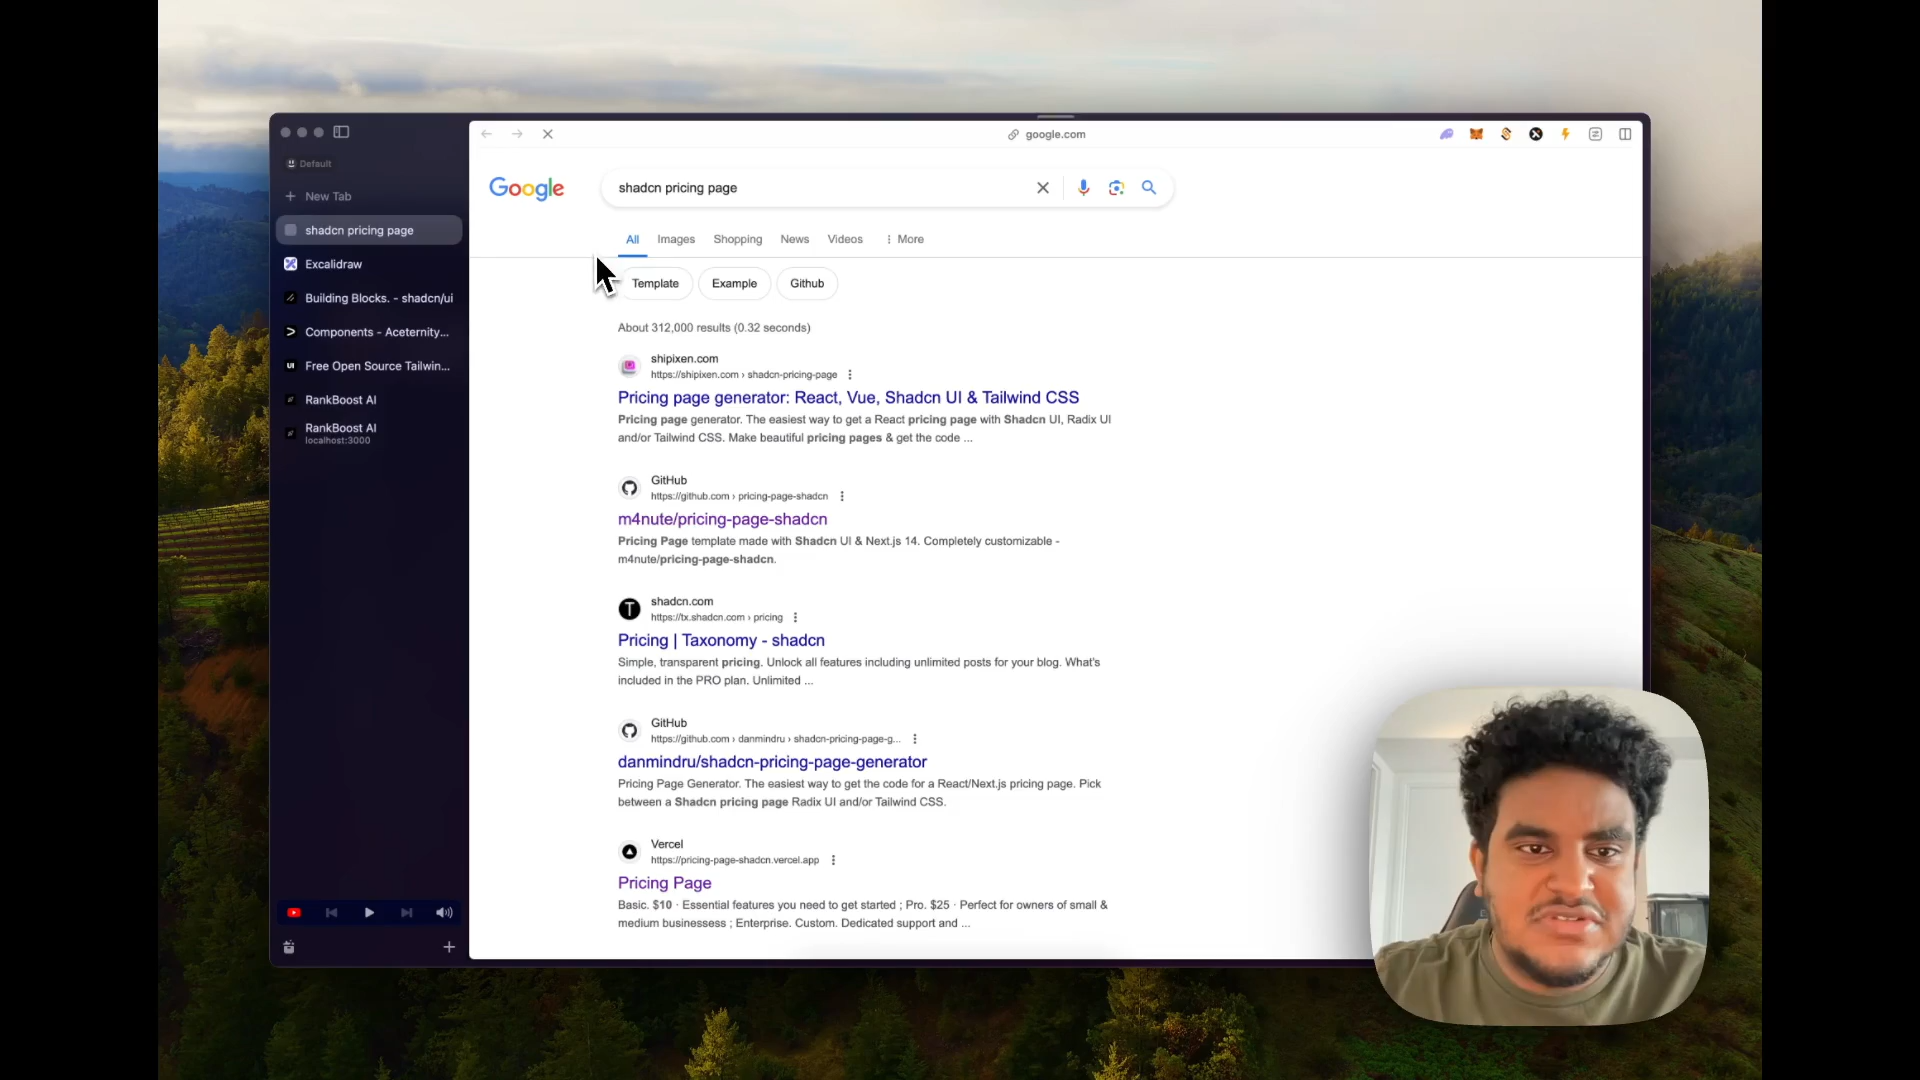 Default
New Tab
shadcn pricing page
Excalidraw
Building Blocks. - shadcn/ui
Components - Aceternity...
Free Open Source Tailwin...
RankBoost AI
RankBoost AI
localhost:3000
google.com
Google
shadcn pricing page
All Images Shopping News Videos More
Template Example Github
About 312,000 results (0.32 seconds)
shipixen.com
https://shipixen.com › shadcn-pricing-page
Pricing page generator: React, Vue, Shadcn UI & Tailwind CSS
Pricing page generator. The easiest way to get a React pricing page with Shadcn UI, Radix UI
and/or Tailwind CSS. Make beautiful pricing pages & get the code ...
GitHub
https://github.com › pricing-page-shadcn
m4nute/pricing-page-shadcn
Pricing Page template made with Shadcn UI & Next.js 14. Completely customizable -
m4nute/pricing-page-shadcn.
shadcn.com
https://tx.shadcn.com › pricing
Pricing | Taxonomy - shadcn
Simple, transparent pricing. Unlock all features including unlimited posts for your blog. What's
included in the PRO plan. Unlimited ...
GitHub
https://github.com › danmindru › shadcn-pricing-page-g...
danmindru/shadcn-pricing-page-generator
Pricing Page Generator. The easiest way to get the code for a React/Next.js pricing page. Pick
between a Shadcn pricing page Radix UI and/or Tailwind CSS.
Vercel
https://pricing-page-shadcn.vercel.app
Pricing Page
Basic. $10 · Essential features you need to get started ; Pro. $25 · Perfect for owners of small &
medium businessess ; Enterprise. Custom. Dedicated support and ...